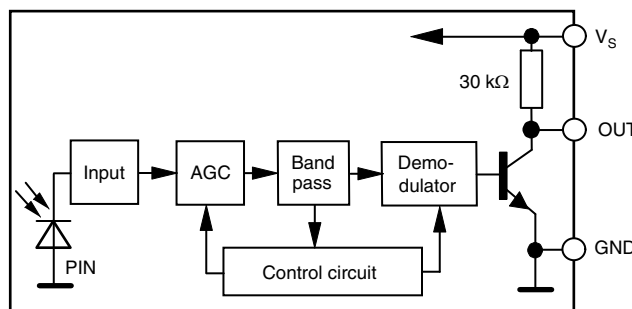 V_S
30 kΩ
OUT
Input
AGC
Band
pass
Demo-
dulator
PIN
Control circuit
GND